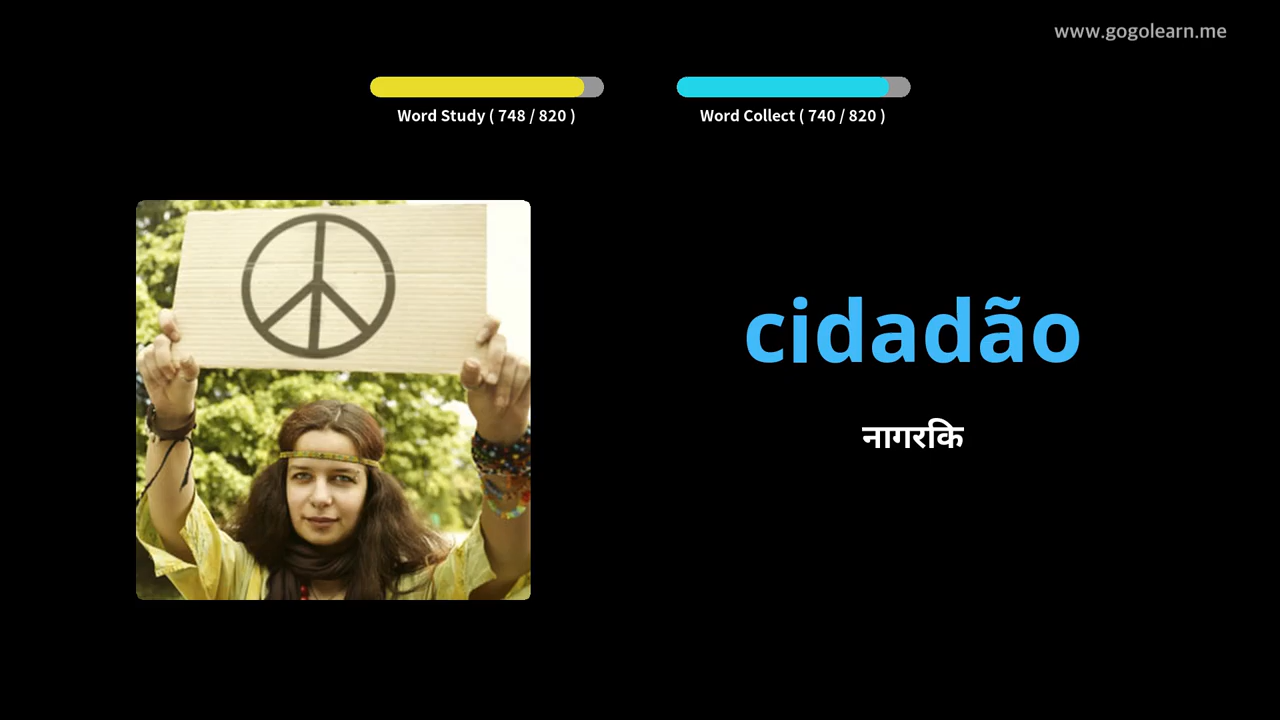 www.gogolearn.me
Word Study ( 748 / 820 )
Word Collect ( 740 / 820 )
cidadão
नागरकि